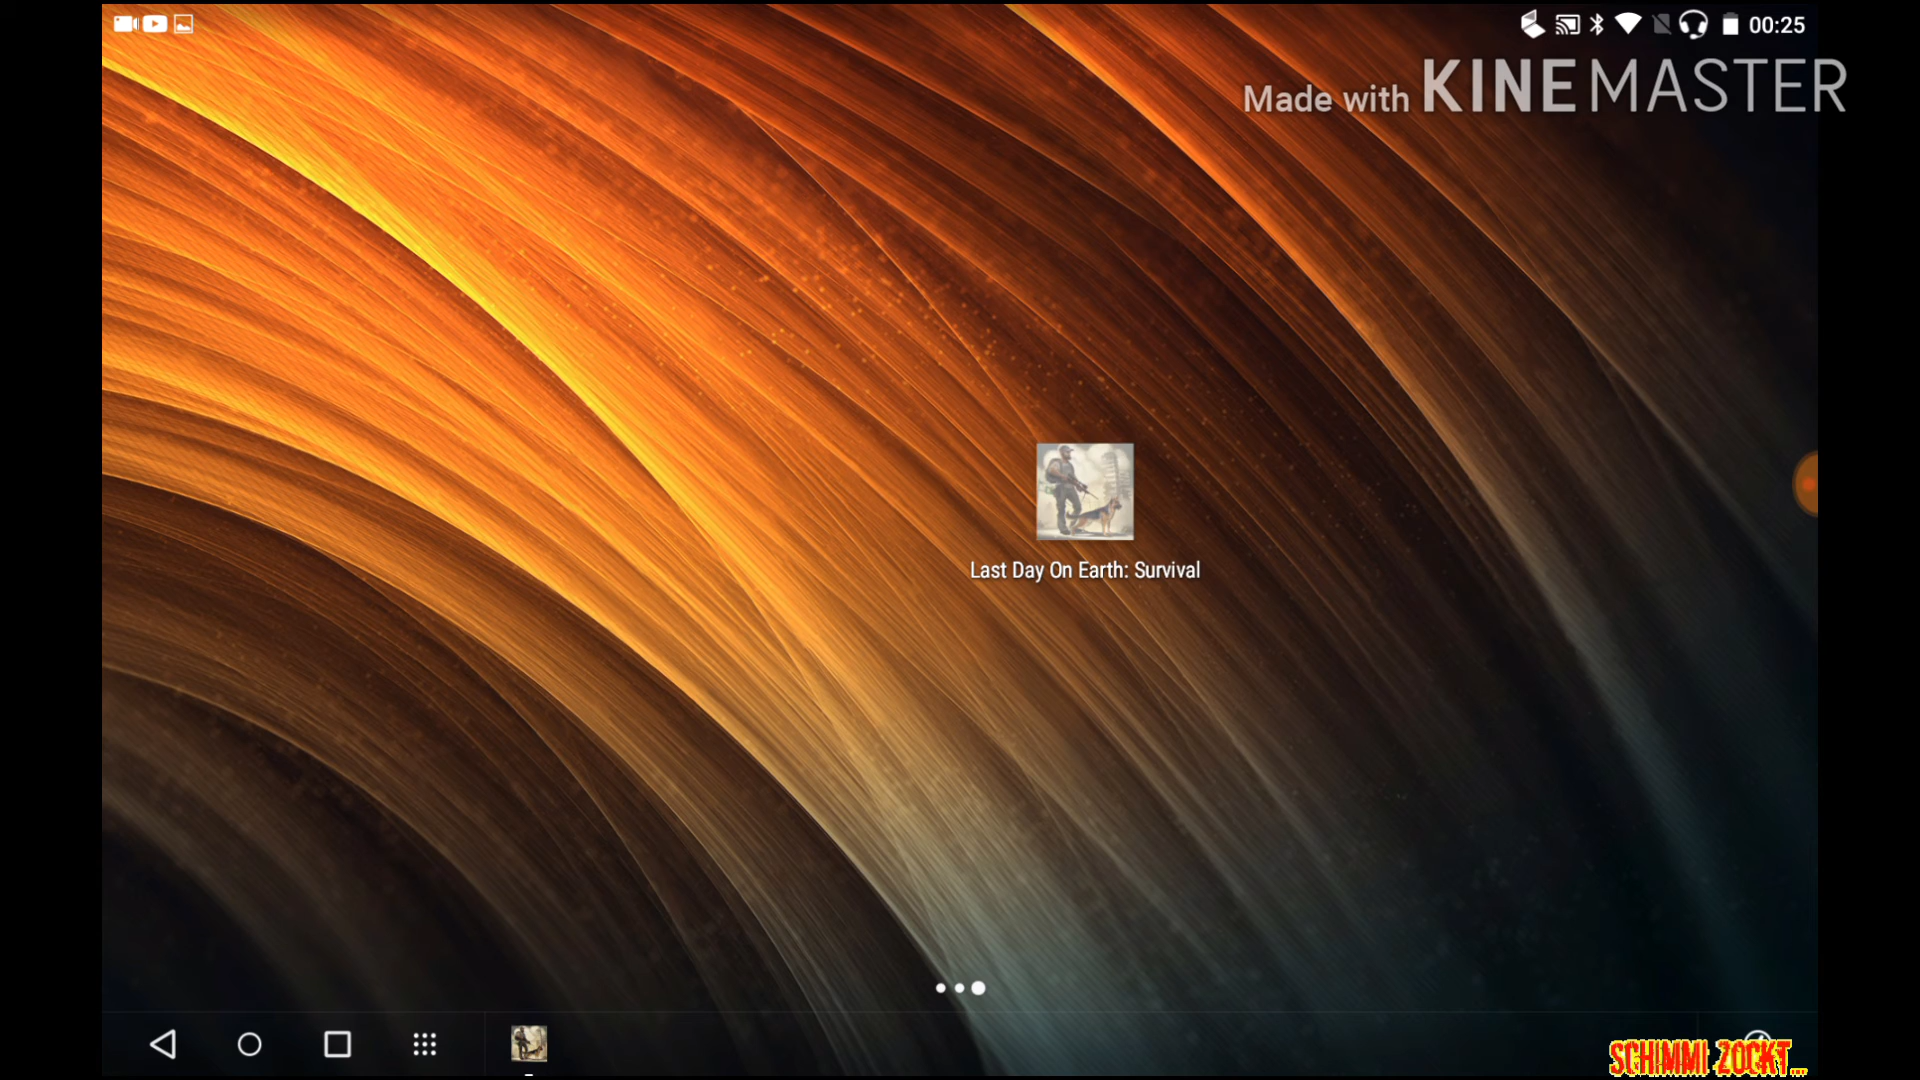 00:25
Made with KINEMASTER
Last Day On Earth: Survival
SCHIMMI ZOCKT...